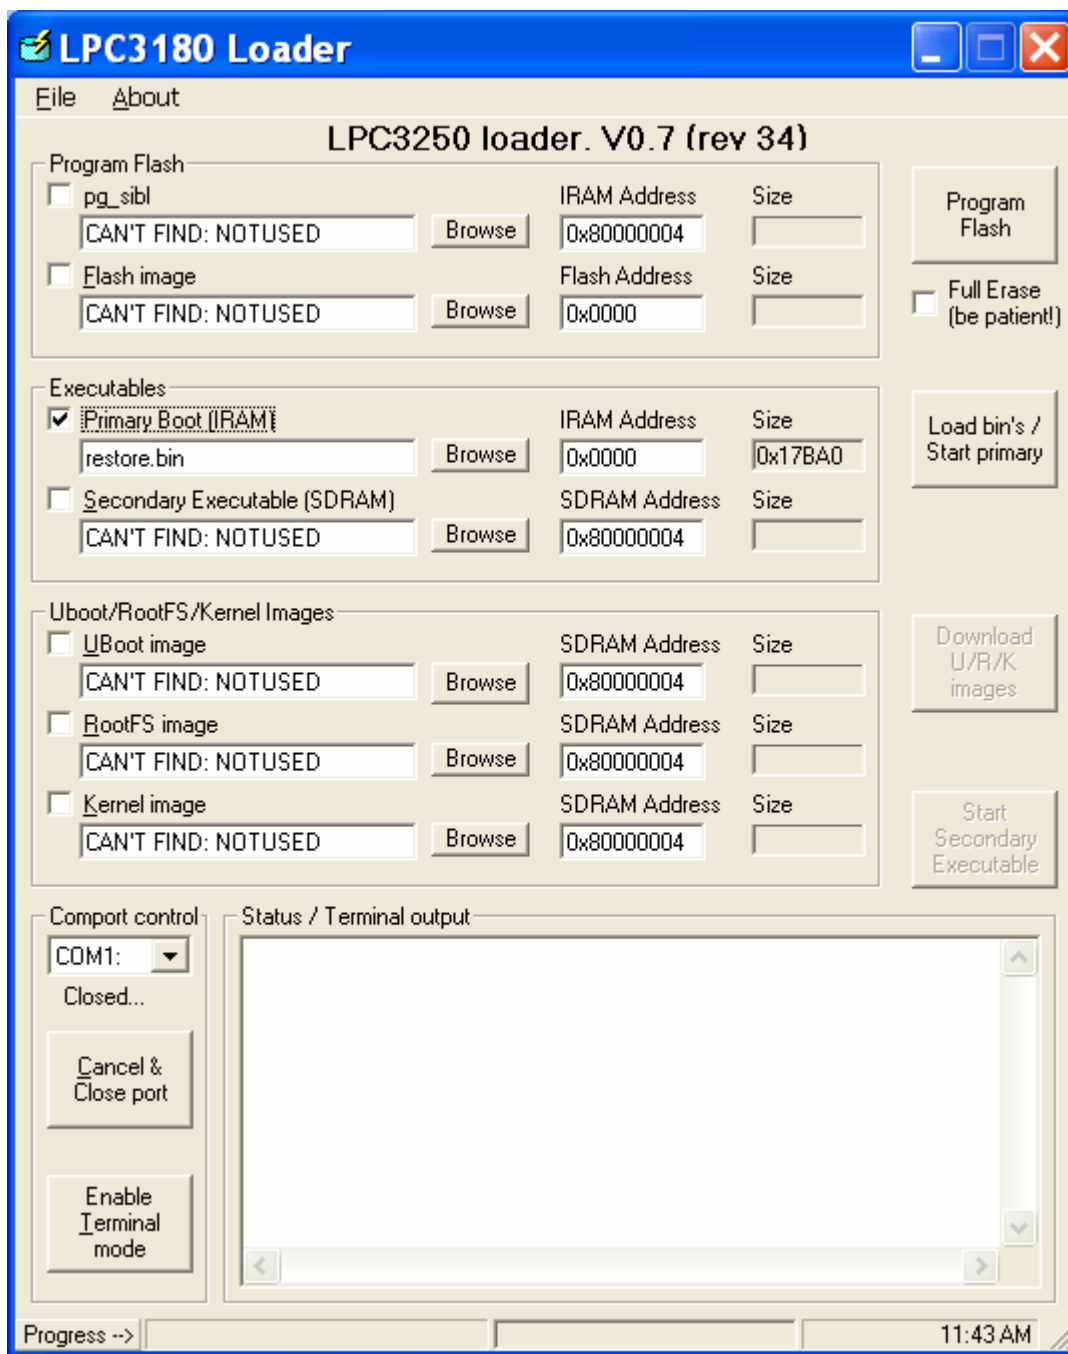 LPC3180 Loader
File About
LPC3250 loader. V0.7 (rev 34)
Program Flash
pg_sibl IRAM Address Size
CAN'T FIND: NOTUSED Browse 0x80000004
Flash image Flash Address Size
CAN'T FIND: NOTUSED Browse 0x0000
Program
Flash
Full Erase
(be patient!)
Executables
Primary Boot (IRAM) IRAM Address Size
restore.bin Browse 0x0000 0x17BA0
Secondary Executable (SDRAM) SDRAM Address Size
CAN'T FIND: NOTUSED Browse 0x80000004
Load bin's /
Start primary
Uboot/RootFS/Kernel Images
UBoot image SDRAM Address Size
CAN'T FIND: NOTUSED Browse 0x80000004
RootFS image SDRAM Address Size
CAN'T FIND: NOTUSED Browse 0x80000004
Kernel image SDRAM Address Size
CAN'T FIND: NOTUSED Browse 0x80000004
Download
U/R/K
images
Start
Secondary
Executable
Comport control
COM1:
Closed...
Cancel &
Close port
Enable
Terminal
mode
Status / Terminal output
Progress --> 11:43 AM